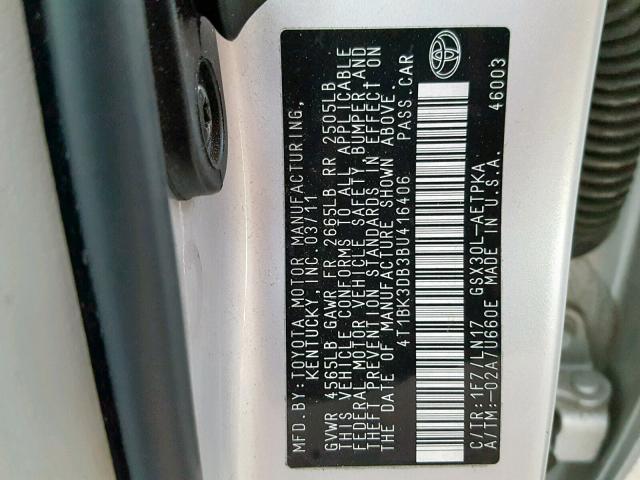 MFD.BY:TOYOTA MOTOR MANUFACTURING,
KENTUCKY, INC.03/11
GVWR 4565LB GAWR FR 2665LB RR 2505LB
THIS VEHICLE CONFORMS TO ALL APPLICABLE
FEDERAL MOTOR VEHICLE SAFETY, BUMPER, AND
THEFT PREVENTION STANDARDS IN EFFECT ON
THE DATE OF MANUFACTURE SHOWN ABOVE.
4T1BK3DB3BU416406 PASS.CAR
C/TR:1F7/LN17 GSX30L-AETPKA
A/TM:-02A/U660E MADE IN U.S.A. 46003